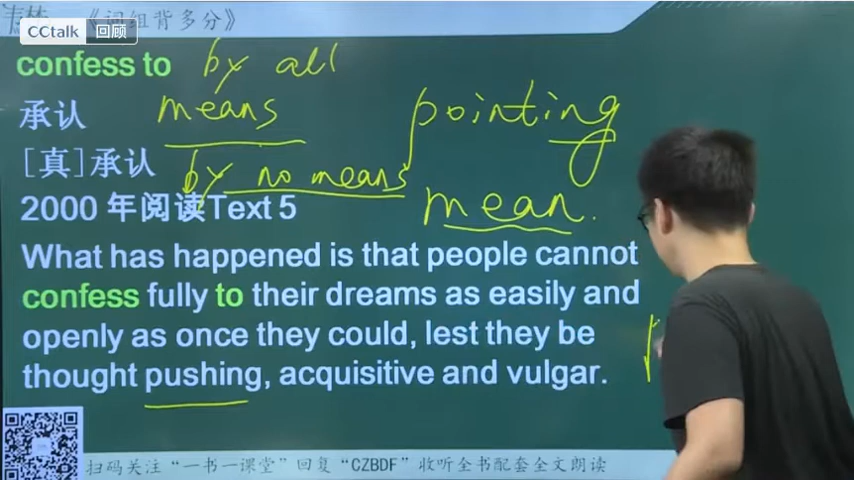 《词组背多分》
CCtalk 回顾
confess to
by all
承认
means
pointing
[真]承认
by no means
2000 年阅读Text 5
mean.
What has happened is that people cannot
confess fully to their dreams as easily and
openly as once they could, lest they be
thought pushing, acquisitive and vulgar.
扫码关注“一书一课堂”回复“CZBDF”收听全书配套全文朗读